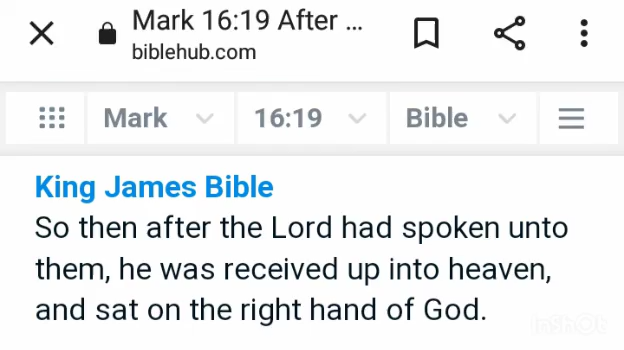 Mark 16:19 After ...
biblehub.com
Mark 16:19 Bible
King James Bible
So then after the Lord had spoken unto
them, he was received up into heaven,
and sat on the right hand of God.
InShOt